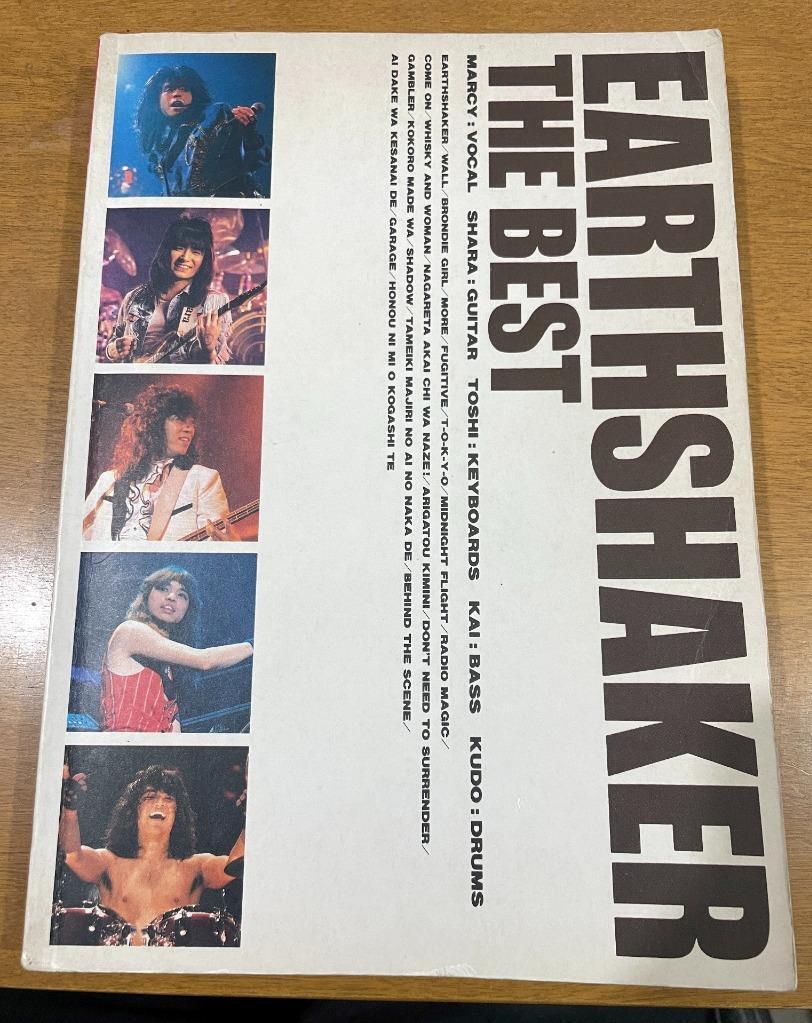 EARTHSHAKER
THE BEST
MARCY : VOCAL SHARA : GUITAR TOSHI : KEYBOARDS KAI : BASS KUDO : DRUMS
EARTHSHAKER/WALL/BRONDIE GIRL/MORE/FUGITIVE/T-O-K-Y-O/MIDNIGHT FLIGHT/RADIO MAGIC/
COME ON/WHISKY AND WOMAN/NAGARETA AKAI CHI WA NAZE!/ARIGATOU KIMINI/DON'T NEED TO SURRENDER/
GAMBLER/KOKORO MADE WA/SHADOW/TAMEIKI MAJIRI NO AI NO NAKA DE/BEHIND THE SCENE/
AI DAKE WA KESANAI DE/GARAGE/HONOU NI MI O KOGASHI TE